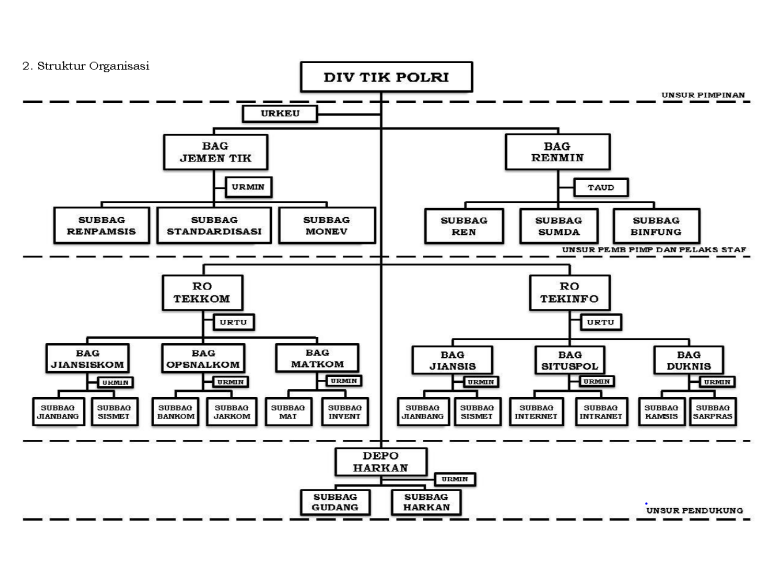 2. Struktur Organisasi
DIV TIK POLRI
UNSUR PIMPINAN
URKEU
BAG
JEMEN TIK
BAG
RENMIN
URMIN
TAUD
SUBBAG
RENPAMSIS
SUBBAG
STANDARDISASI
SUBBAG
MONEV
SUBBAG
REN
SUBBAG
SUMDA
SUBBAG
BINFUNG
UNSUR PEMB PIMP DAN PELAKS STAF
RO
TEKKOM
RO
TEKINFO
URTU
URTU
BAG
JIANSISKOM
BAG
OPSNALKOM
BAG
MATKOM
BAG
JIANSIS
BAG
SITUSPOL
BAG
DUKNIS
URMIN
URMIN
URMIN
URMIN
URMIN
URMIN
SUBBAG
JIANBANG
SUBBAG
SISMET
SUBBAG
BANKOM
SUBBAG
JARKOM
SUBBAG
MAT
SUBBAG
INVENT
SUBBAG
JIANBANG
SUBBAG
SISMET
SUBBAG
INTERNET
SUBBAG
INTRANET
SUBBAG
KAMSIS
SUBBAG
SARPRAS
DEPO
HARKAN
URMIN
SUBBAG
GUDANG
SUBBAG
HARKAN
UNSUR PENDUKUNG